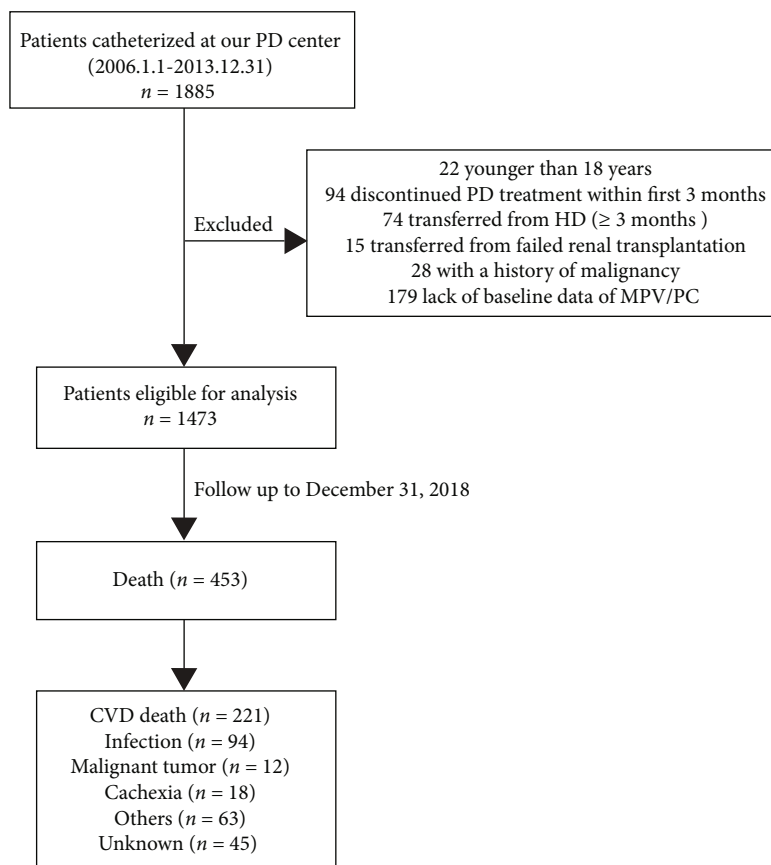 Patients catheterized at our PD center
(2006.1.1-2013.12.31)
n = 1885
Excluded
22 younger than 18 years
94 discontinued PD treatment within first 3 months
74 transferred from HD (≥ 3 months )
15 transferred from failed renal transplantation
28 with a history of malignancy
179 lack of baseline data of MPV/PC
Patients eligible for analysis
n = 1473
Follow up to December 31, 2018
Death (n = 453)
CVD death (n = 221)
Infection (n = 94)
Malignant tumor (n = 12)
Cachexia (n = 18)
Others (n = 63)
Unknown (n = 45)